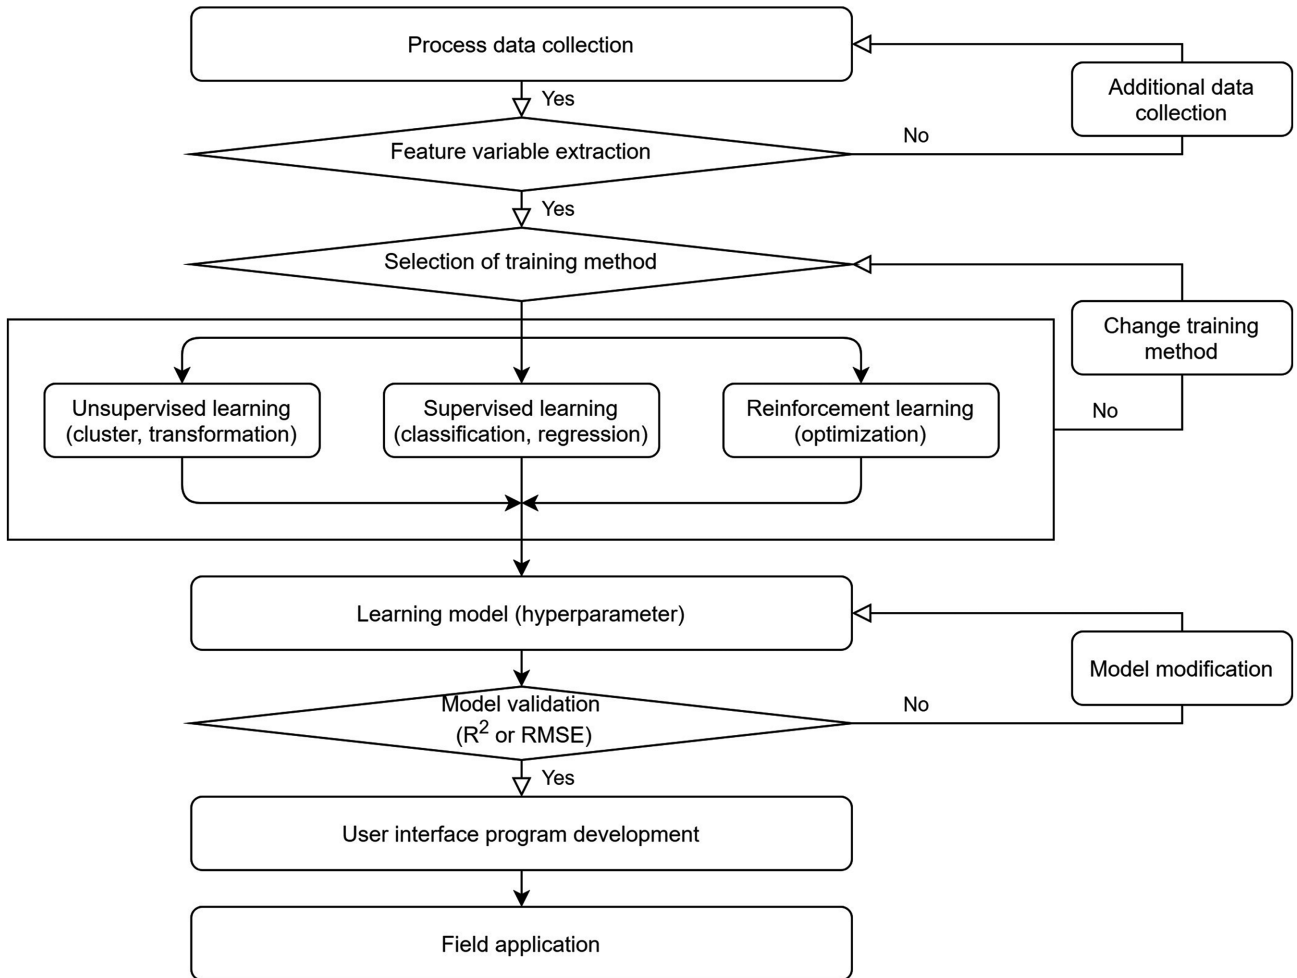 Process data collection
Additional data
collection
Yes
Feature variable extraction
No
Yes
Selection of training method
Change training
method
No
Unsupervised learning
(cluster, transformation)
Supervised learning
(classification, regression)
Reinforcement learning
(optimization)
Learning model (hyperparameter)
Model modification
Model validation
(R² or RMSE)
No
Yes
User interface program development
Field application